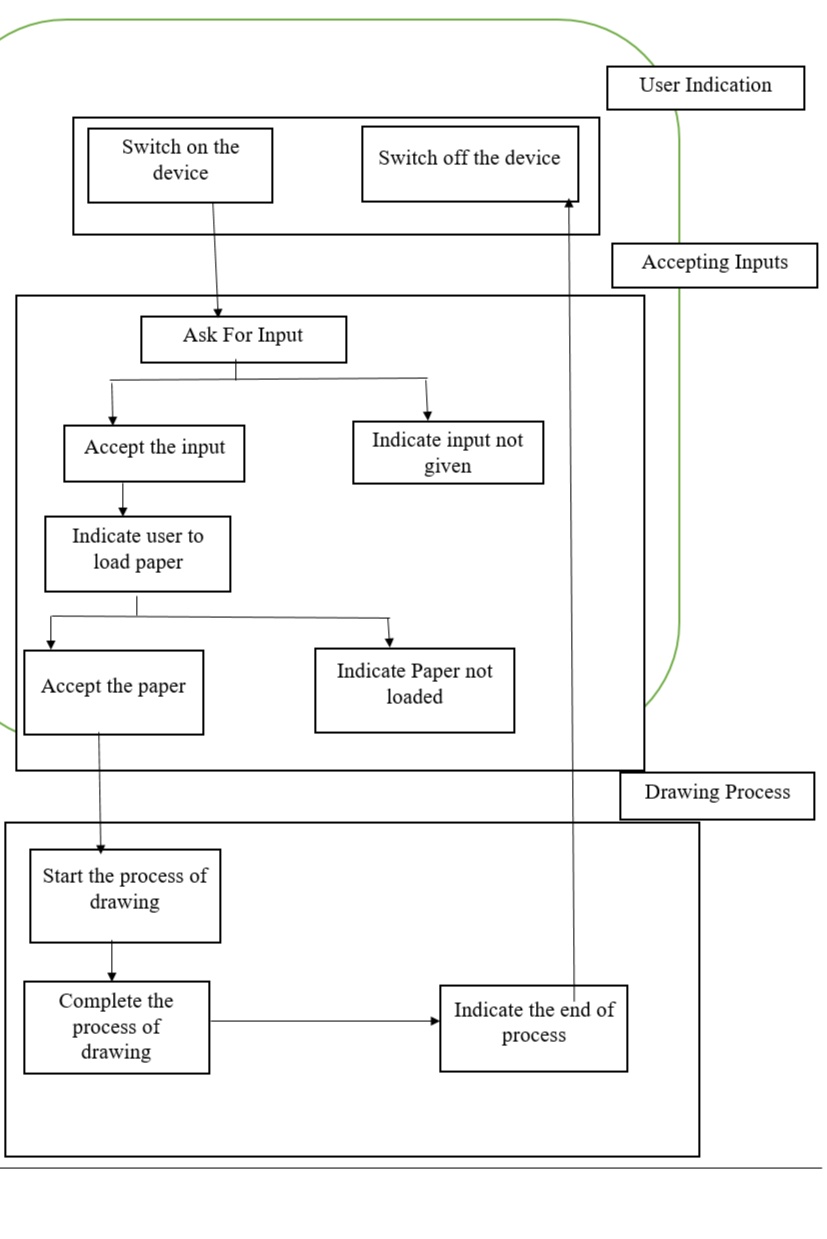 User Indication
Switch on the
device
Switch off the device
Accepting Inputs
Ask For Input
Accept the input
Indicate input not
given
Indicate user to
load paper
Accept the paper
Indicate Paper not
loaded
Drawing Process
Start the process of
drawing
Complete the
process of
drawing
Indicate the end of
process